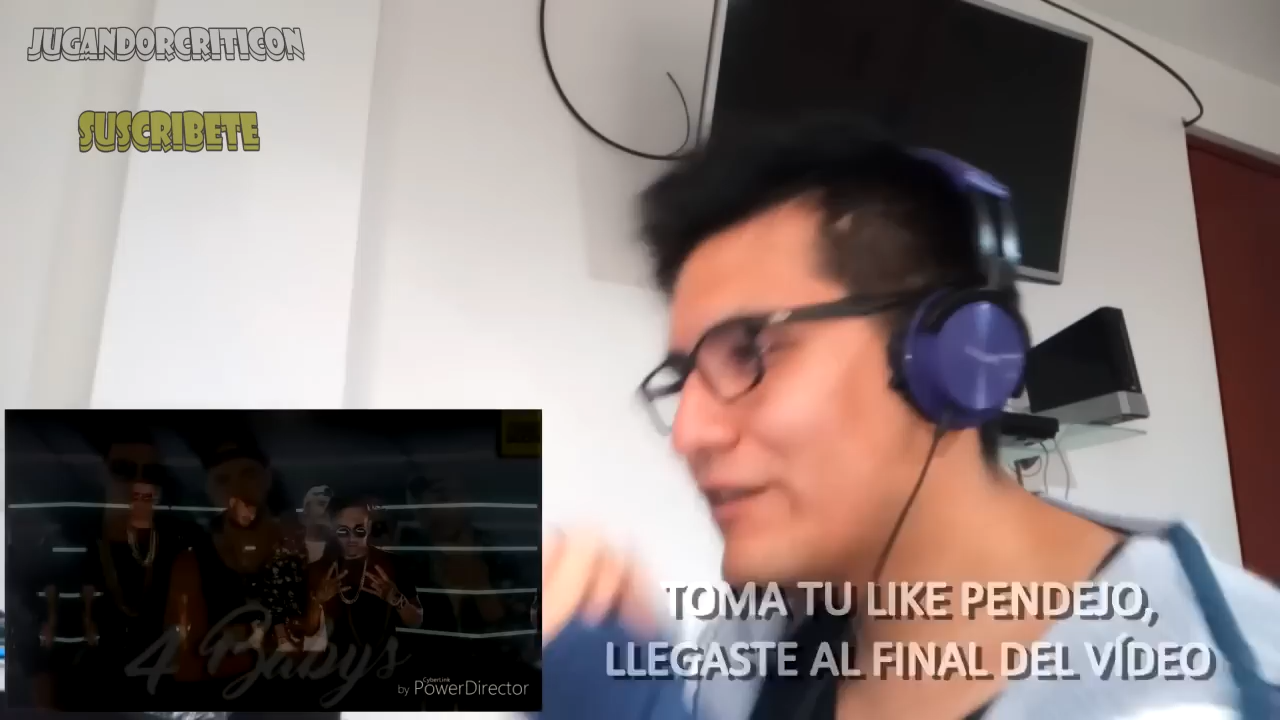 JUGANDORCRITICON
SUSCRIBETE
4 Babys
CyberLink
by PowerDirector
TOMA TU LIKE PENDEJO,
LLEGASTE AL FINAL DEL VÍDEO